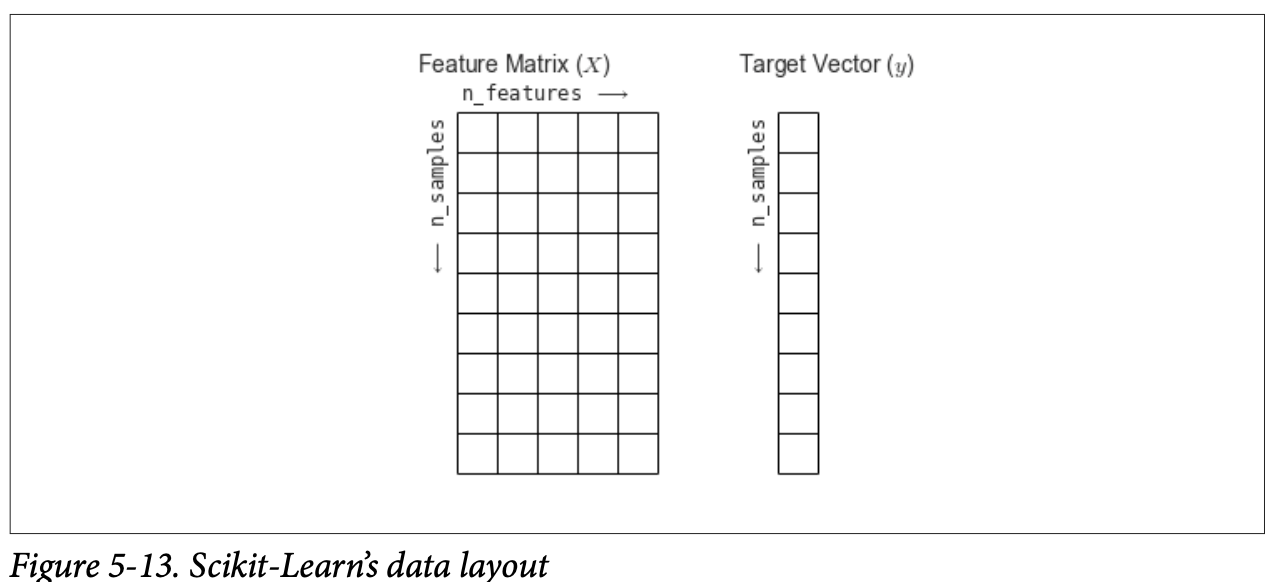 Feature Matrix (X)
n_features ⟶
n_samples
⟵
Target Vector (y)
n_samples
⟵
Figure 5-13. Scikit-Learn's data layout